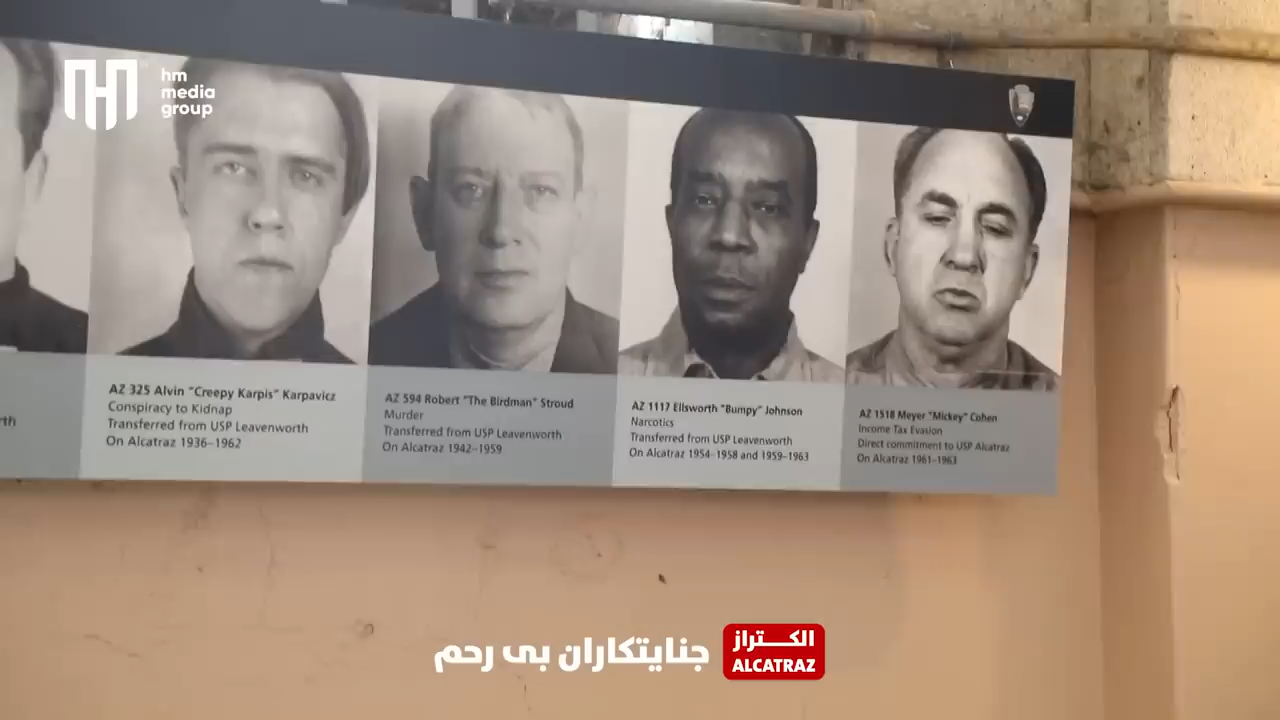 hm
media
group
rth
AZ 325 Alvin "Creepy Karpis" Karpavicz
Conspiracy to Kidnap
Transferred from USP Leavenworth
On Alcatraz 1936–1962
AZ 594 Robert "The Birdman" Stroud
Murder
Transferred from USP Leavenworth
On Alcatraz 1942–1959
AZ 1117 Ellsworth "Bumpy" Johnson
Narcotics
Transferred from USP Leavenworth
On Alcatraz 1954–1958 and 1959–1963
AZ 1518 Meyer "Mickey" Cohen
Income Tax Evasion
Direct commitment to USP Alcatraz
On Alcatraz 1961–1963
الكتراز
ALCATRAZ
جنایتکاران بی رحم